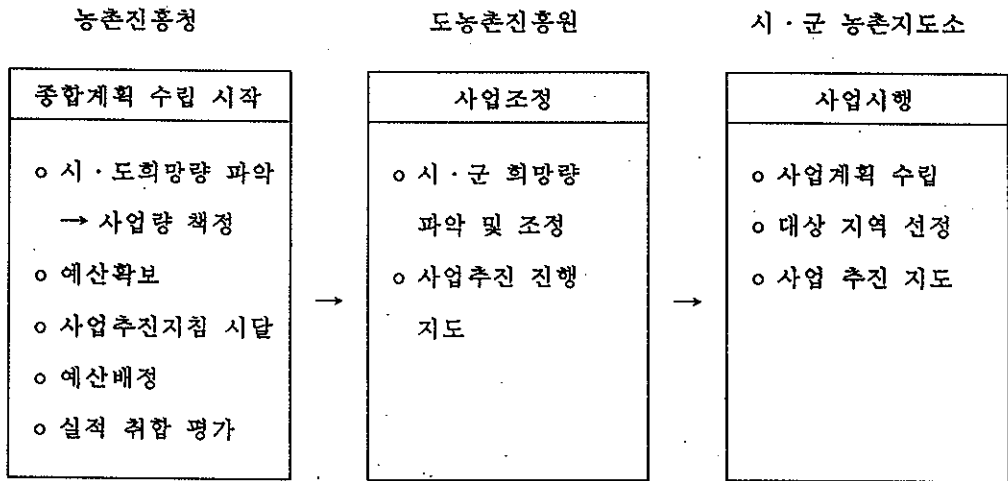 농촌진흥청
종합계획 수립 시작
o 시 · 도희망량 파악
→ 사업량 책정
o 예산확보
o 사업추진지침 시달
o 예산배정
o 실적 취합 평가
→
도농촌진흥원
사업조정
o 시 · 군 희망량
파악 및 조정
o 사업추진 진행
지도
→
시 · 군 농촌지도소
사업시행
o 사업계획 수립
o 대상 지역 선정
o 사업 추진 지도